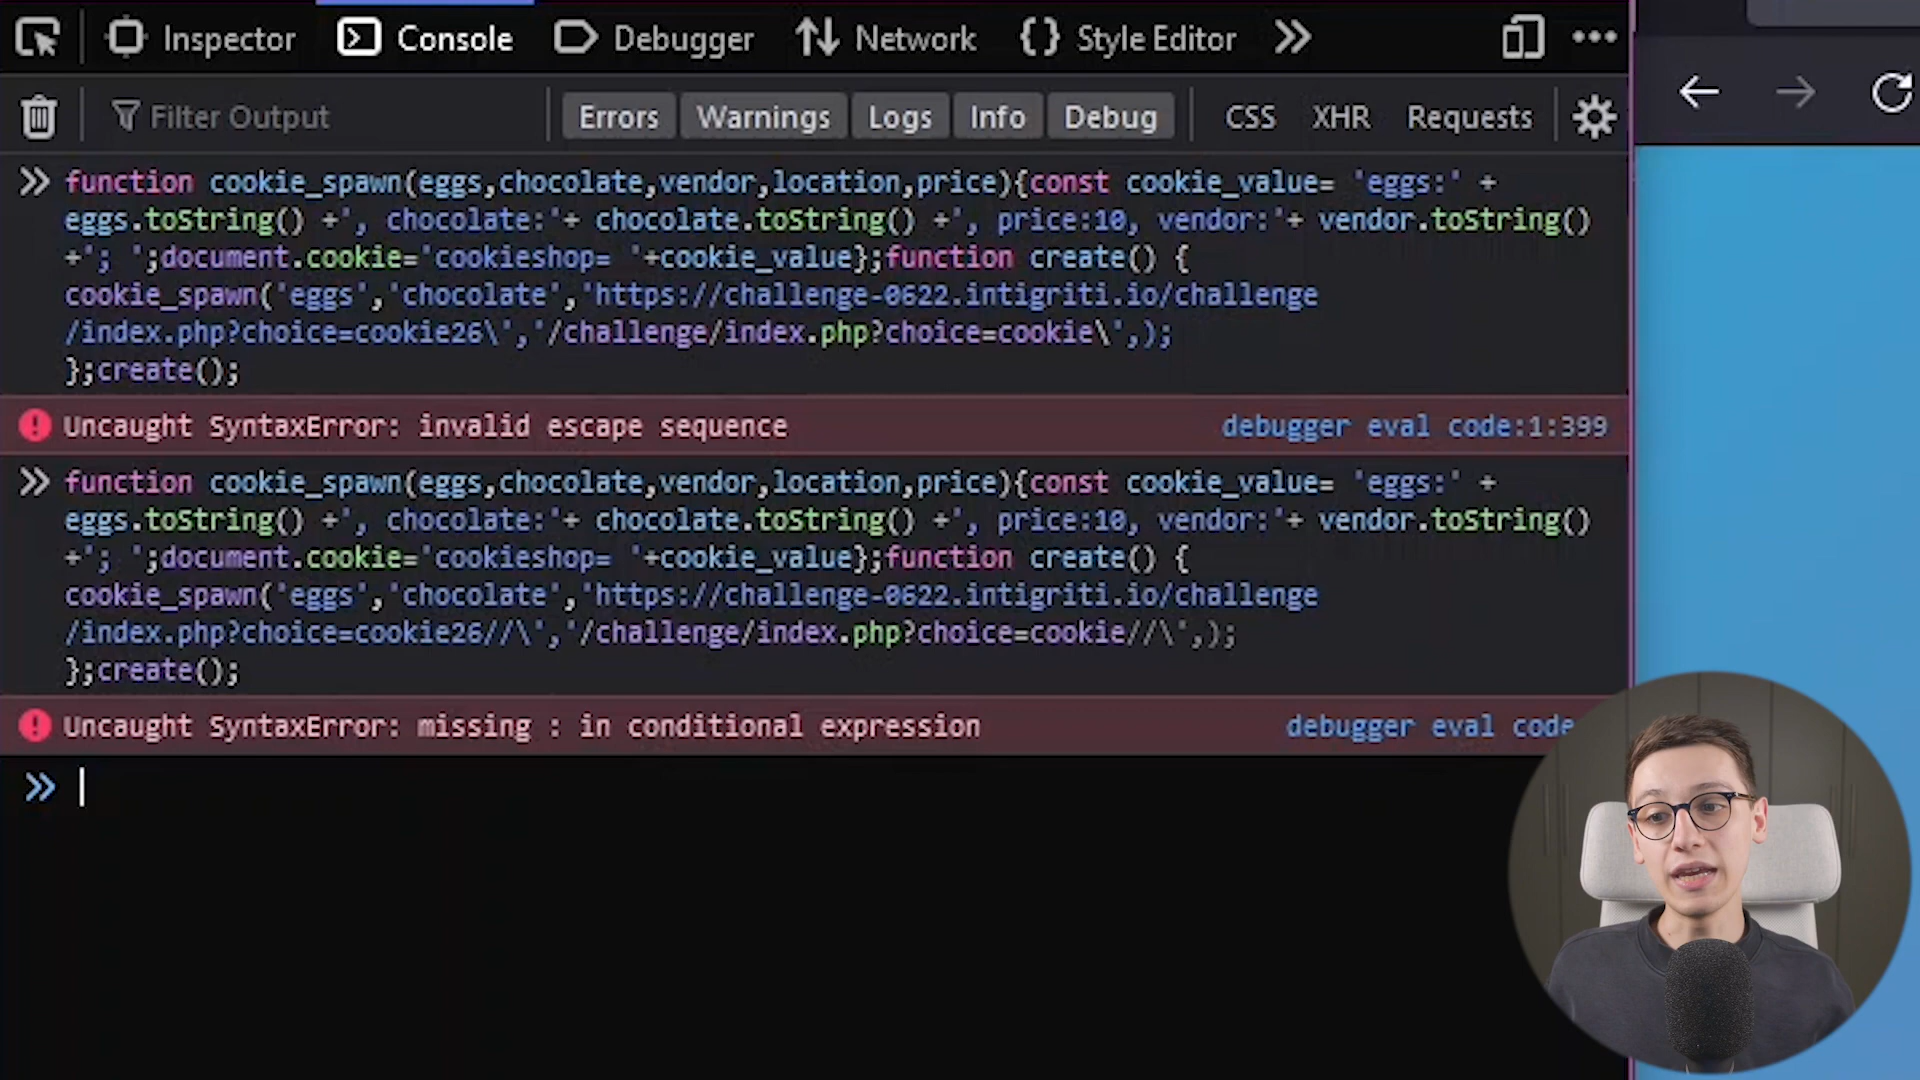 Inspector Console Debugger Network Style Editor
Filter Output Errors Warnings Logs Info Debug CSS XHR Requests
function cookie_spawn(eggs,chocolate,vendor,location,price){const cookie_value= 'eggs:' +
eggs.toString() +', chocolate:'+ chocolate.toString() +', price:10, vendor:'+ vendor.toString()
+'; ';document.cookie='cookieshop= '+cookie_value};function create() {
cookie_spawn('eggs','chocolate','https://challenge-0622.intigriti.io/challenge
/index.php?choice=cookie26\','/challenge/index.php?choice=cookie\',);
};create();
Uncaught SyntaxError: invalid escape sequence debugger eval code:1:399
function cookie_spawn(eggs,chocolate,vendor,location,price){const cookie_value= 'eggs:' +
eggs.toString() +', chocolate:'+ chocolate.toString() +', price:10, vendor:'+ vendor.toString()
+'; ';document.cookie='cookieshop= '+cookie_value};function create() {
cookie_spawn('eggs','chocolate','https://challenge-0622.intigriti.io/challenge
/index.php?choice=cookie26//\','/challenge/index.php?choice=cookie//\',);
};create();
Uncaught SyntaxError: missing : in conditional expression debugger eval code